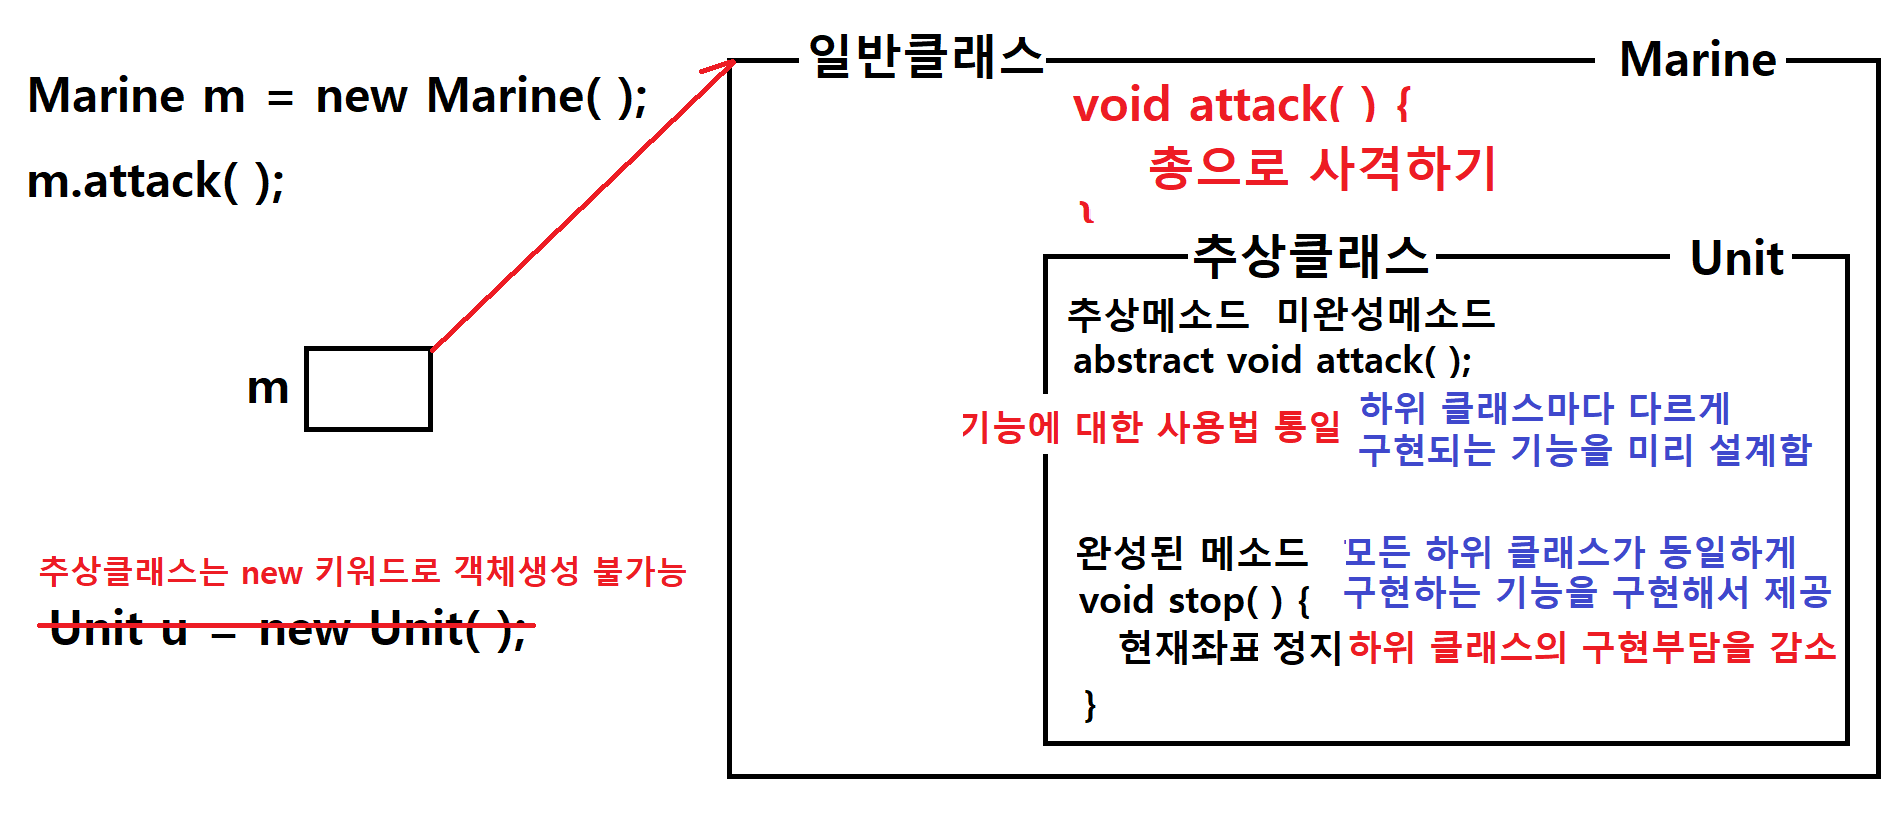 Marine m = new Marine( );
m.attack( );
m
추상클래스는 new 키워드로 객체생성 불가능
Unit u = new Unit( );
일반클래스
Marine
void attack( ) {
총으로 사격하기
}
추상클래스
Unit
추상메소드 미완성메소드
abstract void attack( );
기능에 대한 사용법 통일
하위 클래스마다 다르게
구현되는 기능을 미리 설계함
완성된 메소드
모든 하위 클래스가 동일하게
구현하는 기능을 구현해서 제공
void stop( ) {
현재좌표 정지
하위 클래스의 구현부담을 감소
}